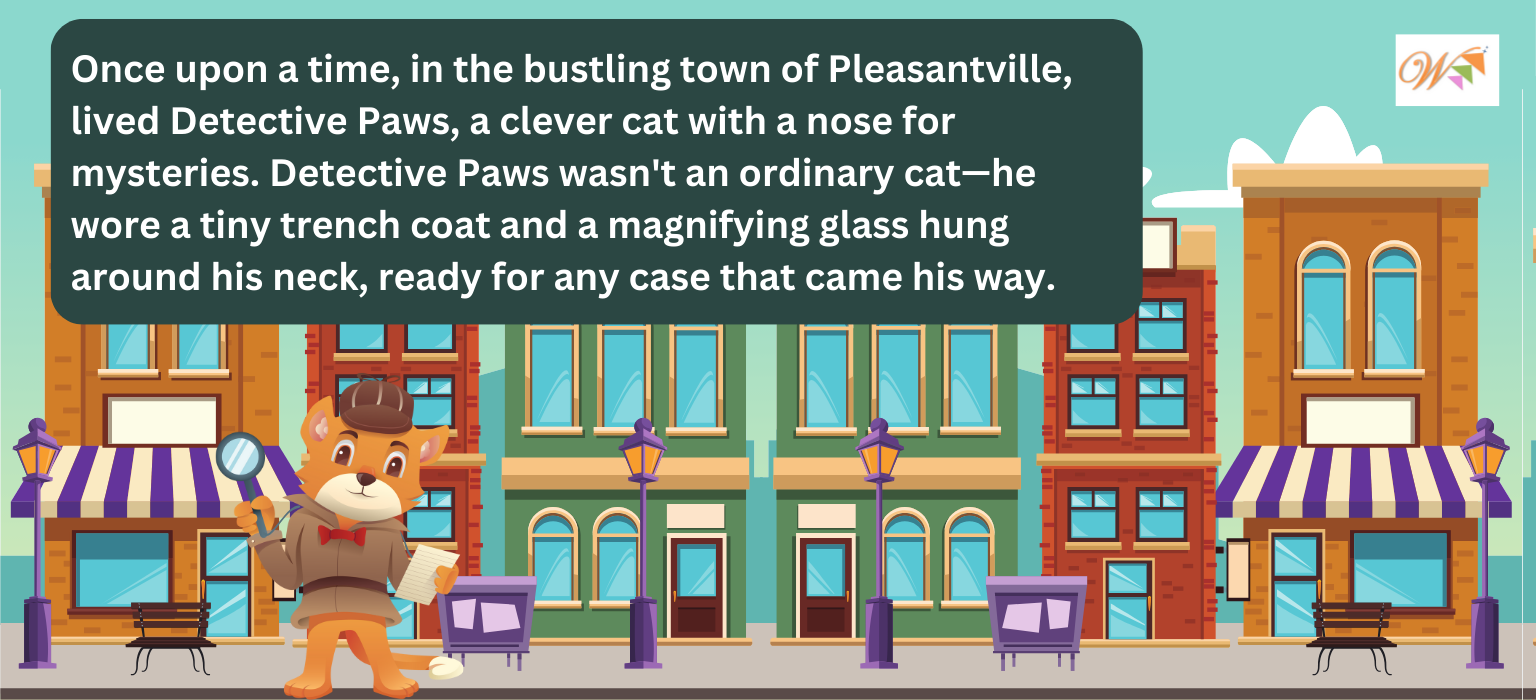 Once upon a time, in the bustling town of Pleasantville,
lived Detective Paws, a clever cat with a nose for
mysteries. Detective Paws wasn't an ordinary cat—he
wore a tiny trench coat and a magnifying glass hung
around his neck, ready for any case that came his way.
W